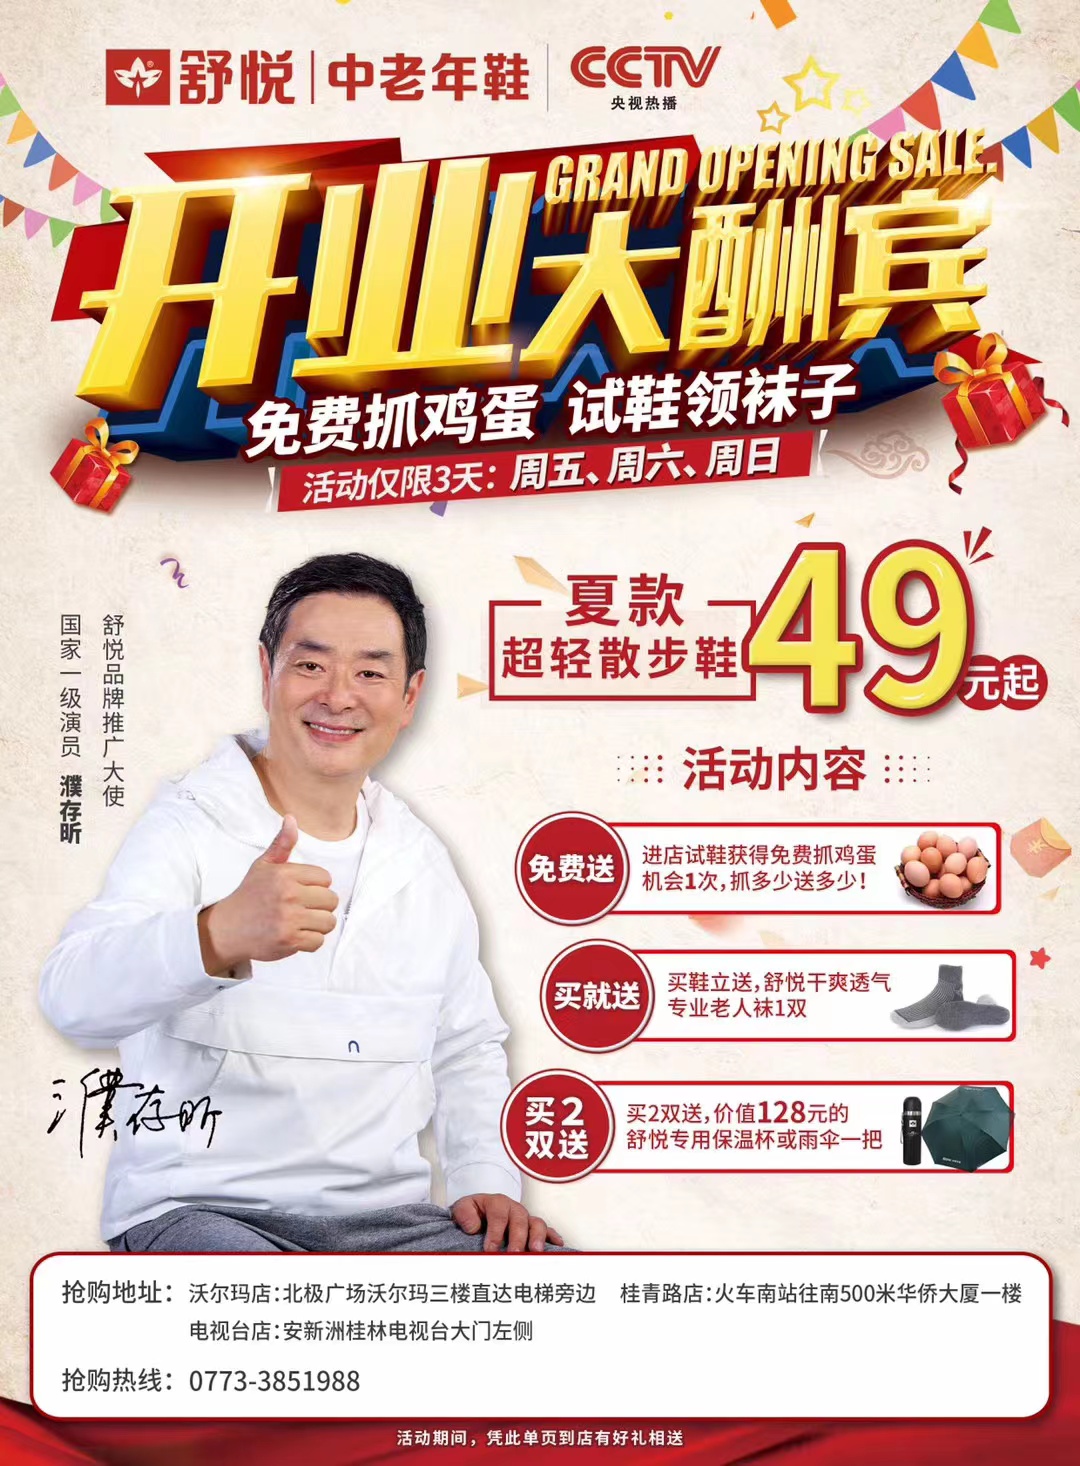 舒悦 | 中老年鞋 CCTV
央视热播
GRAND OPENING SALE.
开业大酬宾
免费抓鸡蛋 试鞋领袜子
活动仅限3天：周五、周六、周日
舒悦品牌推广大使
国家一级演员 濮存昕
夏款
超轻散步鞋
49元起
活动内容
免费送
进店试鞋获得免费抓鸡蛋
机会1次，抓多少送多少！
买就送
买鞋立送，舒悦干爽透气
专业老人袜1双
买2
双送
买2双送，价值128元的
舒悦专用保温杯或雨伞一把
濮存昕
抢购地址：沃尔玛店：北极广场沃尔玛三楼直达电梯旁边 桂青路店：火车南站往南500米华侨大厦一楼
电视台店：安新洲桂林电视台大门左侧
抢购热线：0773-3851988
活动期间，凭此单页到店有好礼相送